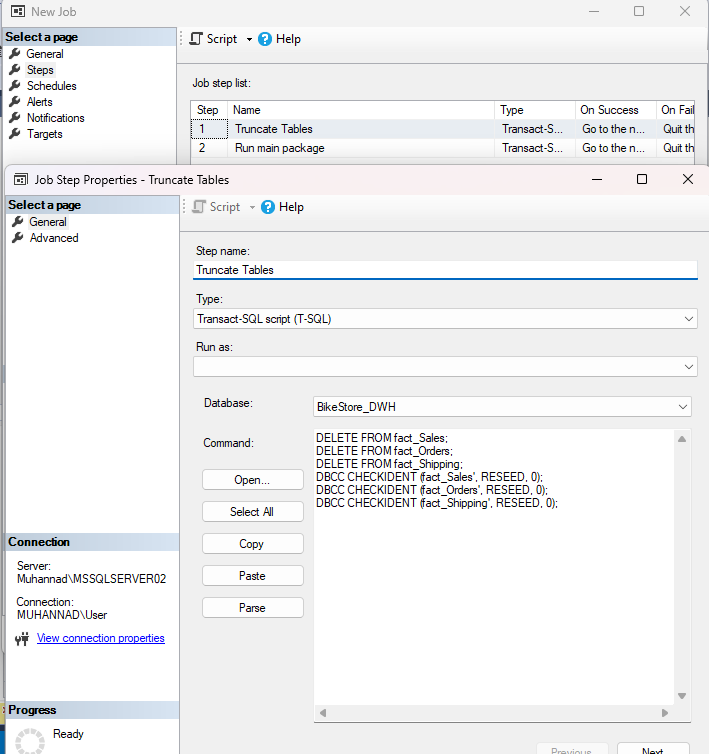 New Job
Select a page
General
Steps
Schedules
Alerts
Notifications
Targets
Script
Help
Job step list:
Step Name Type On Success On Fail
1 Truncate Tables Transact-S... Go to the n... Quit th
2 Run main package Transact-S... Go to the n... Quit th
Job Step Properties - Truncate Tables
Select a page
General
Advanced
Script
Help
Step name:
Truncate Tables
Type:
Transact-SQL script (T-SQL)
Run as:
Database:
BikeStore_DWH
Command:
DELETE FROM fact_Sales;
DELETE FROM fact_Orders;
DELETE FROM fact_Shipping;
DBCC CHECKIDENT ('fact_Sales', RESEED, 0);
DBCC CHECKIDENT ('fact_Orders', RESEED, 0);
DBCC CHECKIDENT ('fact_Shipping', RESEED, 0);
Open...
Select All
Copy
Paste
Parse
Connection
Server:
Muhannad\MSSQLSERVER02
Connection:
MUHANNAD\User
View connection properties
Progress
Ready
Previous
Next